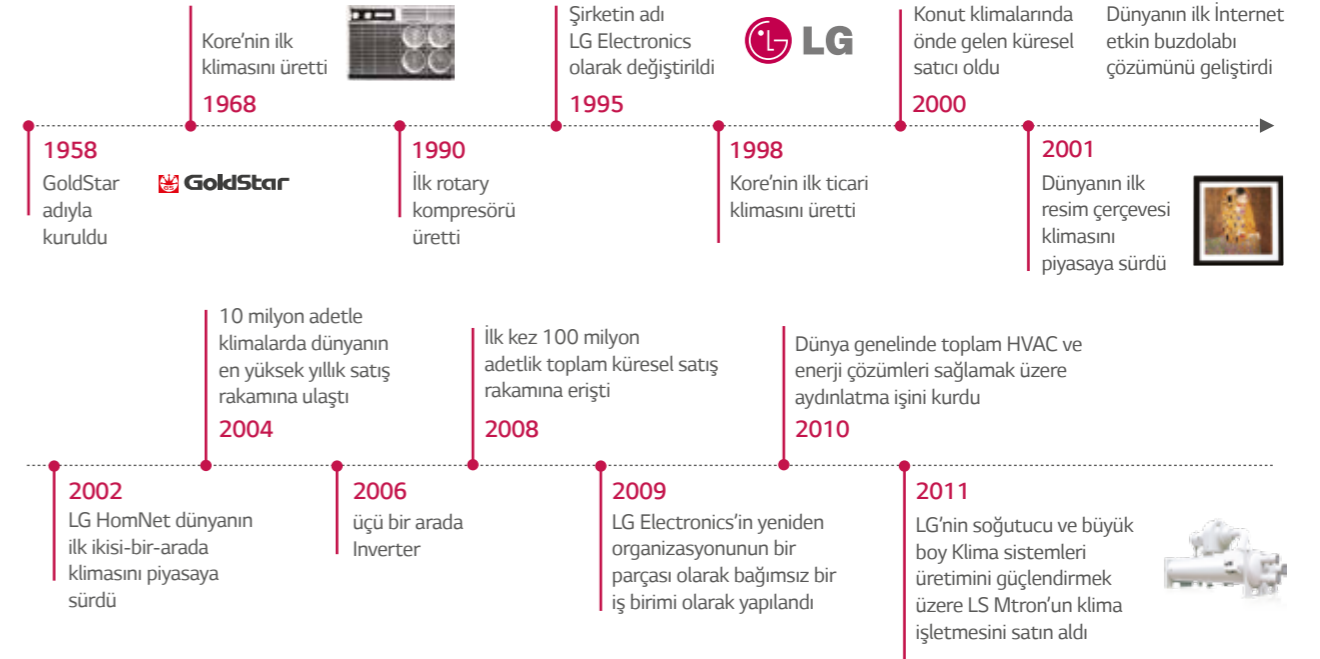 1958
GoldStar
adıyla
kuruldu
GoldStar
Kore’nin ilk
klimasını üretti
1968
1990
İlk rotary
kompresörü
üretti
Şirketin adı
LG Electronics
olarak değiştirildi
1995
LG
1998
Kore’nin ilk ticari
klimasını üretti
Konut klimalarında
önde gelen küresel
satıcı oldu
2000
Dünyanın ilk İnternet
etkin buzdolabı
çözümünü geliştirdi
2001
Dünyanın ilk
resim çerçevesi
klimasını
piyasaya sürdü
2002
LG HomNet dünyanın
ilk ikisi-bir-arada
klimasını piyasaya
sürdü
10 milyon adetle
klimalarda dünyanın
en yüksek yıllık satış
rakamına ulaştı
2004
2006
üçü bir arada
Inverter
İlk kez 100 milyon
adetlik toplam küresel satış
rakamına erişti
2008
2009
LG Electronics’in yeniden
organizasyonunun bir
parçası olarak bağımsız bir
iş birimi olarak yapılandı
Dünya genelinde toplam HVAC ve
enerji çözümleri sağlamak üzere
aydınlatma işini kurdu
2010
2011
LG’nin soğutucu ve büyük
boy Klima sistemleri
üretimini güçlendirmek
üzere LS Mtron’un klima
işletmesini satın aldı